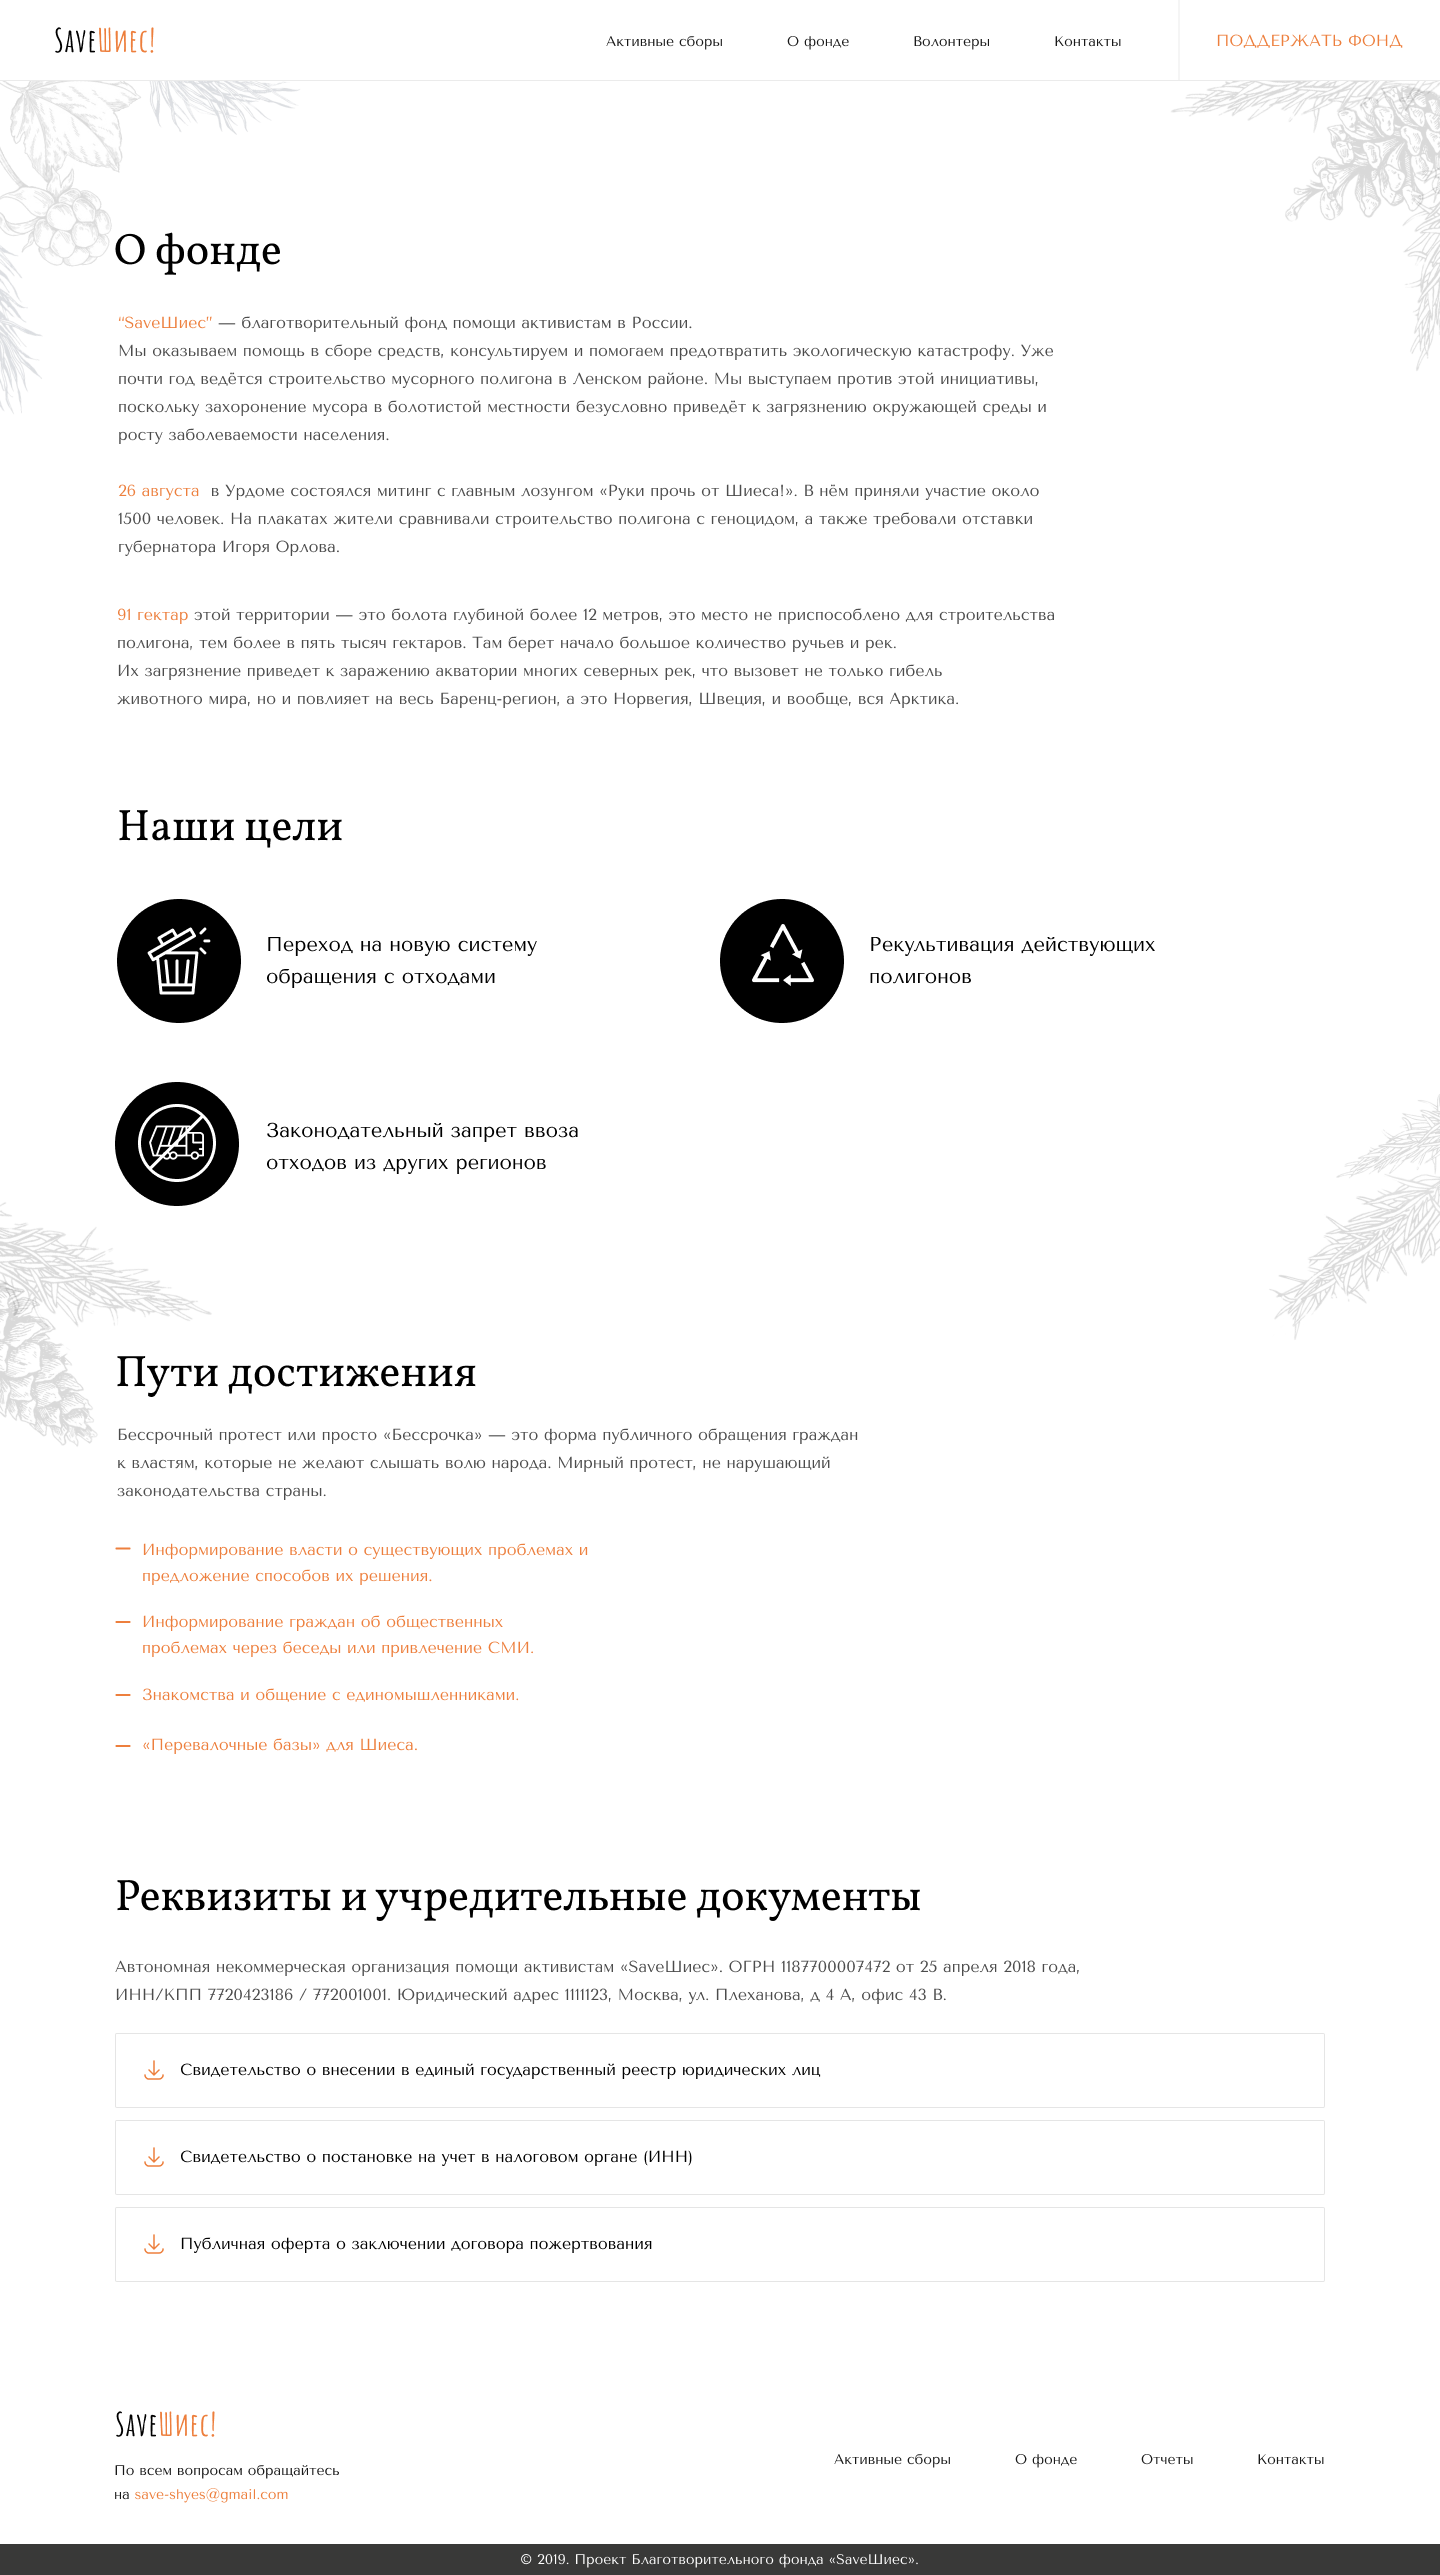 SaveШиес!
Активные сборы
О фонде
Волонтеры
Контакты
ПОДДЕРЖАТЬ ФОНД
О фонде
“SaveШиес” — благотворительный фонд помощи активистам в России.
Мы оказываем помощь в сборе средств, консультируем и помогаем предотвратить экологическую катастрофу. Уже
почти год ведётся строительство мусорного полигона в Ленском районе. Мы выступаем против этой инициативы,
поскольку захоронение мусора в болотистой местности безусловно приведёт к загрязнению окружающей среды и
росту заболеваемости населения.
26 августа в Урдоме состоялся митинг с главным лозунгом «Руки прочь от Шиеса!». В нём приняли участие около
1500 человек. На плакатах жители сравнивали строительство полигона с геноцидом, а также требовали отставки
губернатора Игоря Орлова.
91 гектар этой территории — это болота глубиной более 12 метров, это место не приспособлено для строительства
полигона, тем более в пять тысяч гектаров. Там берет начало большое количество ручьев и рек.
Их загрязнение приведет к заражению акватории многих северных рек, что вызовет не только гибель
животного мира, но и повлияет на весь Баренц-регион, а это Норвегия, Швеция, и вообще, вся Арктика.
Наши цели
Переход на новую систему
обращения с отходами
Рекультивация действующих
полигонов
Законодательный запрет ввоза
отходов из других регионов
Пути достижения
Бессрочный протест или просто «Бессрочка» — это форма публичного обращения граждан
к властям, которые не желают слышать волю народа. Мирный протест, не нарушающий
законодательства страны.
— Информирование власти о существующих проблемах и
предложение способов их решения.
— Информирование граждан об общественных
проблемах через беседы или привлечение СМИ.
— Знакомства и общение с единомышленниками.
— «Перевалочные базы» для Шиеса.
Реквизиты и учредительные документы
Автономная некоммерческая организация помощи активистам «SaveШиес». ОГРН 1187700007472 от 25 апреля 2018 года,
ИНН/КПП 7720423186 / 772001001. Юридический адрес 1111123, Москва, ул. Плеханова, д 4 А, офис 43 В.
Свидетельство о внесении в единый государственный реестр юридических лиц
Свидетельство о постановке на учет в налоговом органе (ИНН)
Публичная оферта о заключении договора пожертвования
SaveШиес!
По всем вопросам обращайтесь
на save-shyes@gmail.com
Активные сборы
О фонде
Отчеты
Контакты
© 2019. Проект Благотворительного фонда «SaveШиес».